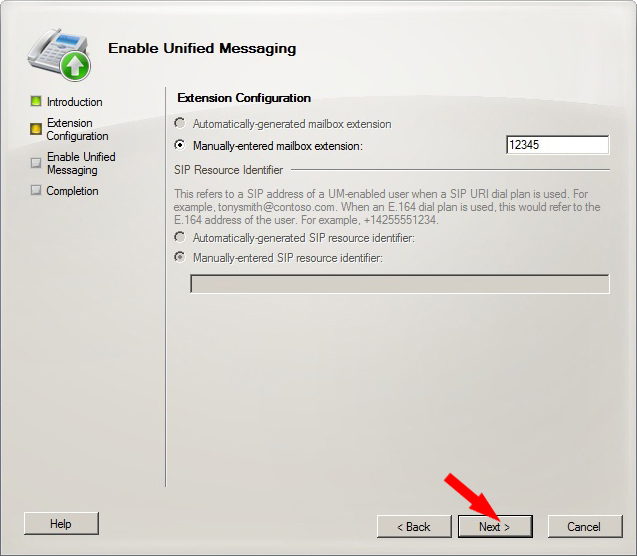 Enable Unified Messaging
Introduction
Extension
Configuration
Enable Unified
Messaging
Completion
Extension Configuration
Automatically-generated mailbox extension
Manually-entered mailbox extension:
12345
SIP Resource Identifier
This refers to a SIP address of a UM-enabled user when a SIP URI dial plan is used. For
example, tonysmith@contoso.com. When an E.164 dial plan is used, this would refer to the
E.164 address of the user. For example, +14255551234.
Automatically-generated SIP resource identifier:
Manually-entered SIP resource identifier:
Help
< Back
Next >
Cancel